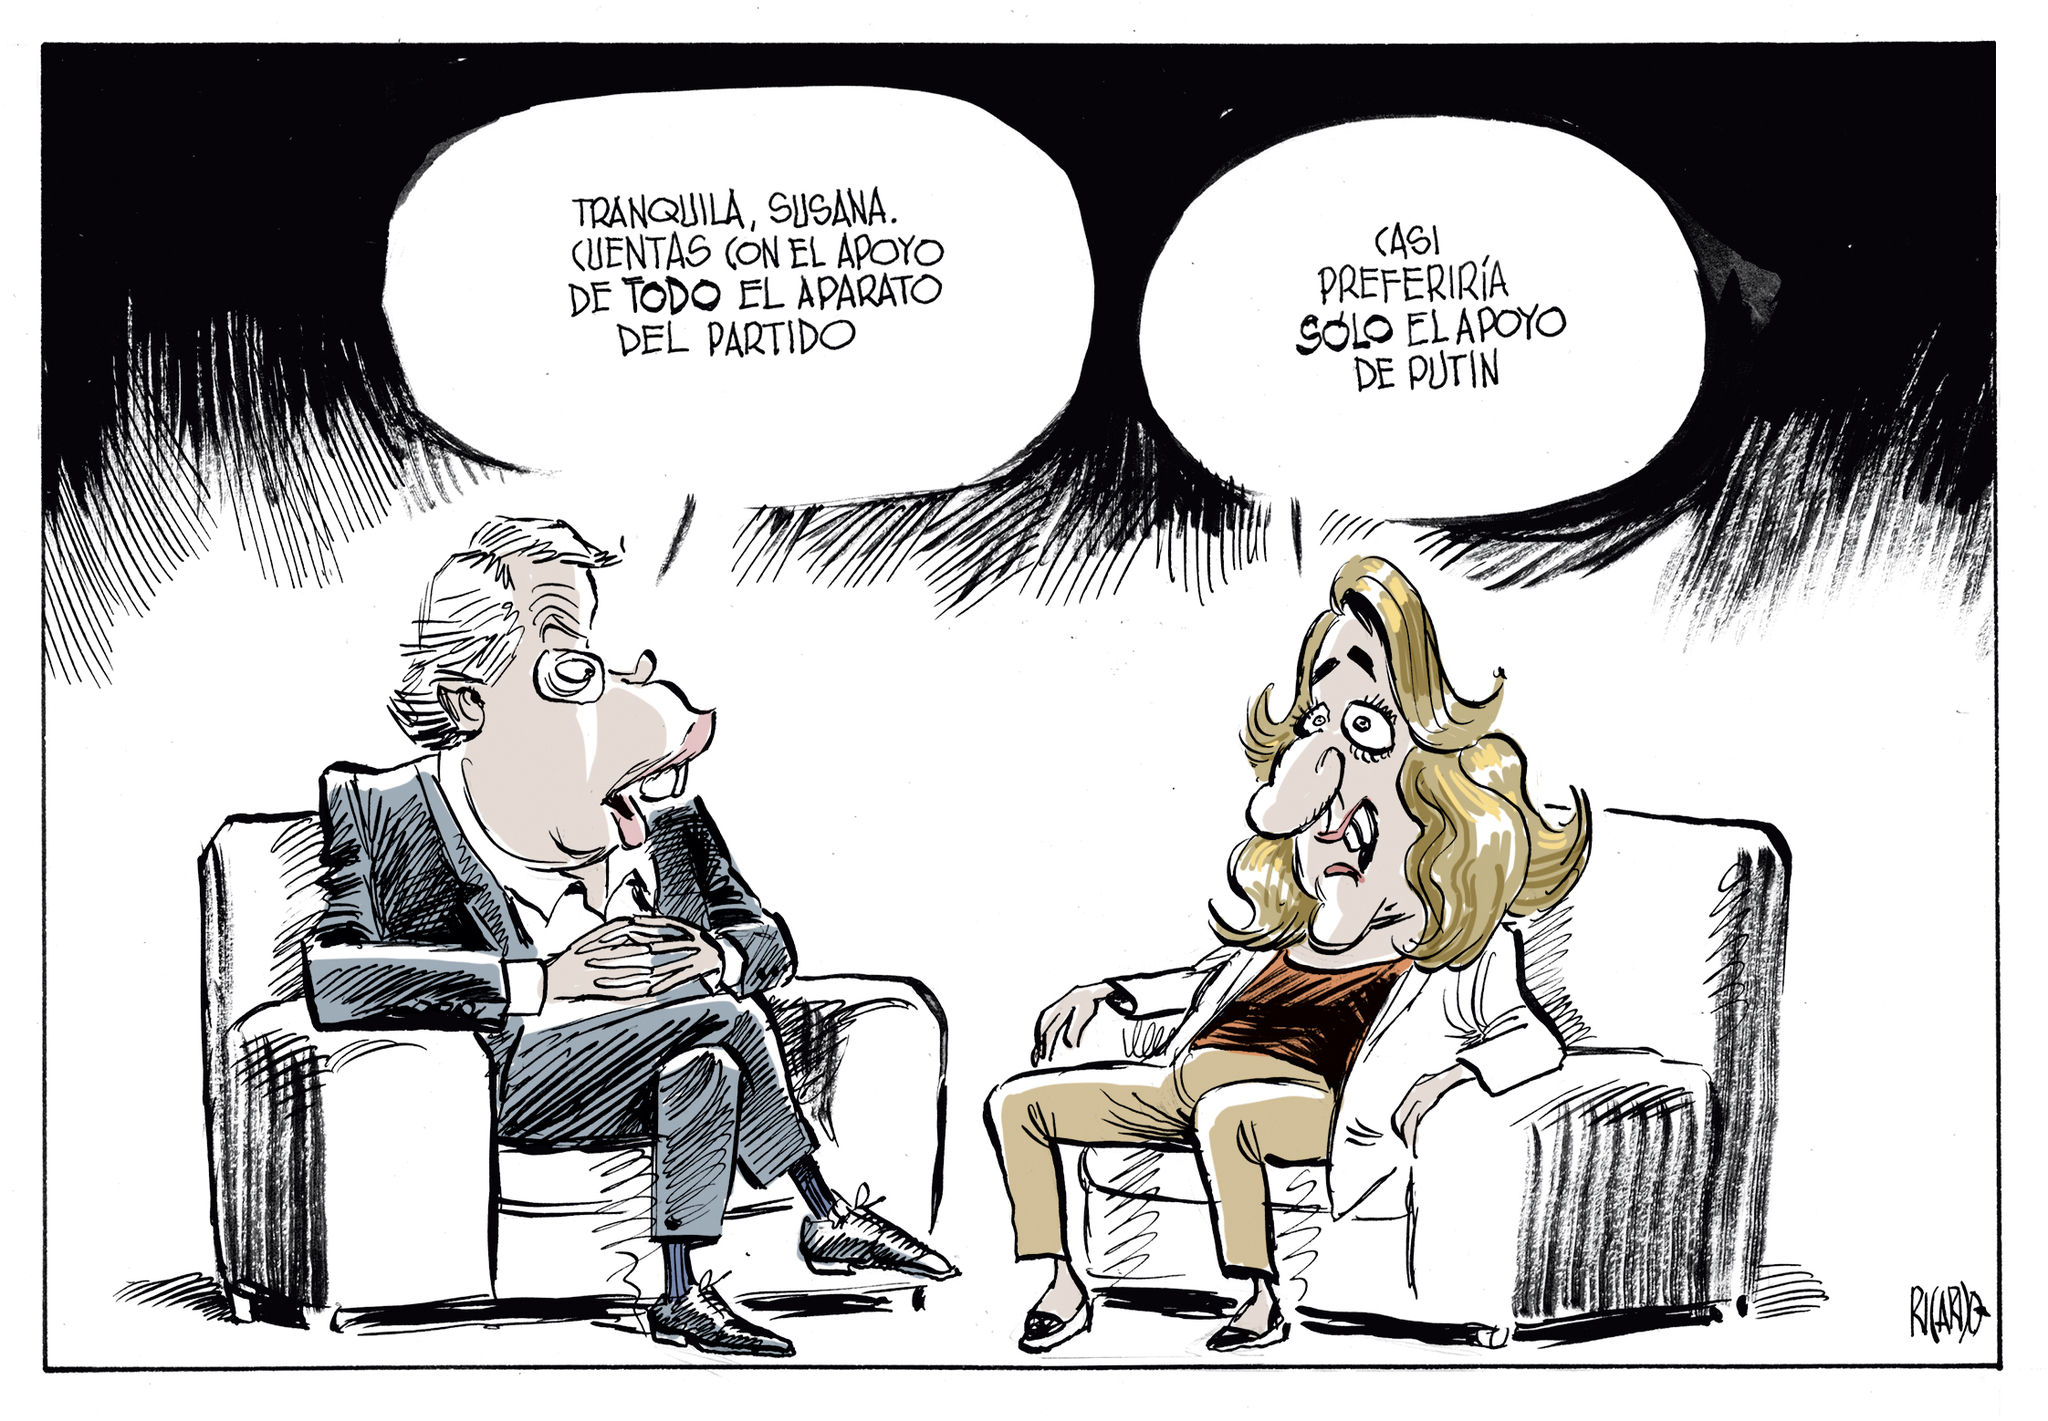 TRANQUILA, SUSANA.
CUENTAS CON EL APOYO
DE TODO EL APARATO
DEL PARTIDO
CASI
PREFERIRÍA
SÓLO EL APOYO
DE PUTIN
RICARDO